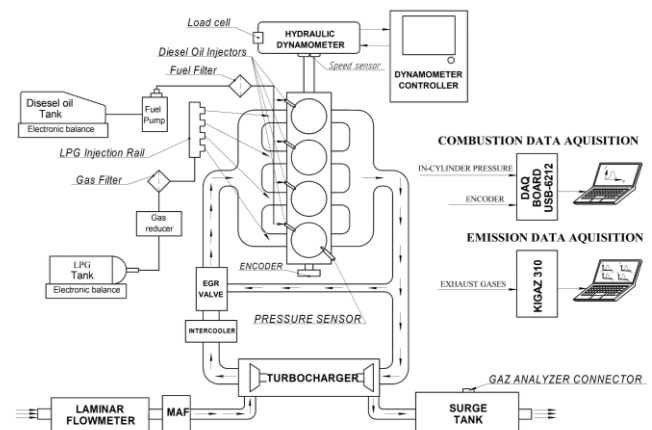 Load cell
HYDRAULIC
DYNAMOMETER
Diesel Oil Injectors
Speed sensor
Fuel Filter
DYNAMOMETER
CONTROLLER
Disesel oil
Tank
Electronic balance
Fuel
Pump
LPG Injection Rail
Gas Filter
Gas
reducer
LPG
Tank
Electronic balance
COMBUSTION DATA AQUISITION
IN-CYLINDER PRESSURE
ENCODER
DAQ
BOARD
USB-6212
EMISSION DATA AQUISITION
EXHAUST GASES
KIGAZ 310
ENCODER
EGR
VALVE
PRESSURE SENSOR
INTERCOOLER
TURBOCHARGER
GAZ ANALYZER CONNECTOR
LAMINAR
FLOWMETER
MAF
SURGE
TANK